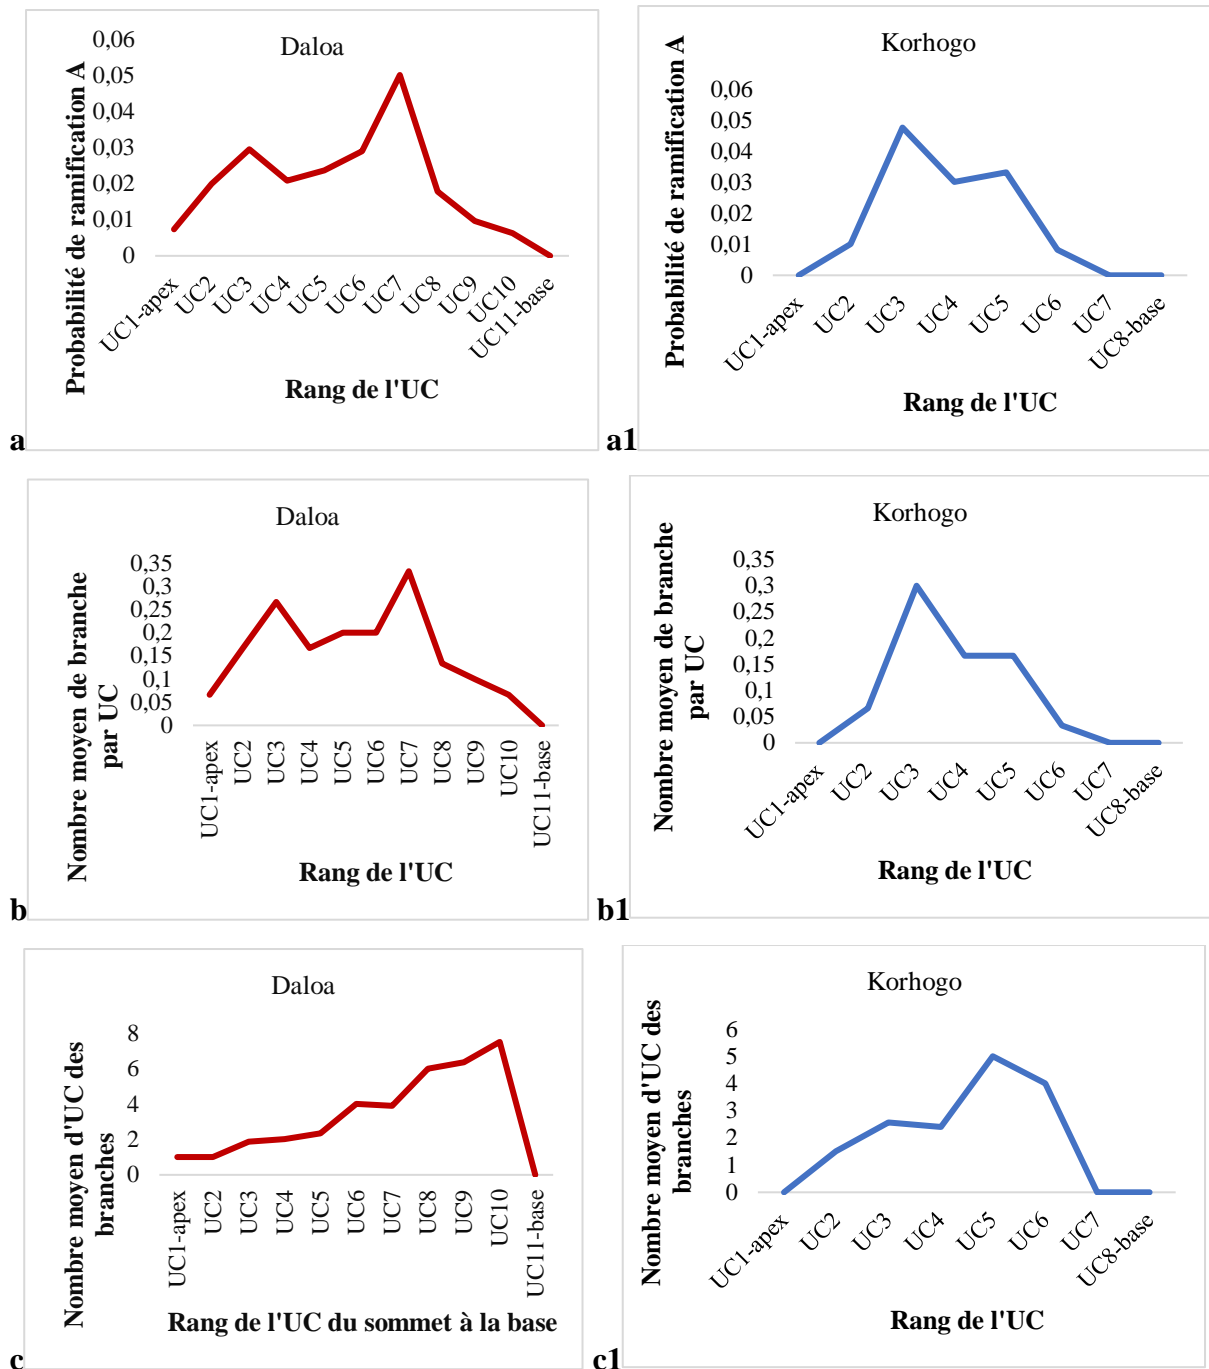 Daloa
Probabilité de ramification A
0,06
0,05
0,04
0,03
0,02
0,01
0
UC1-apex
UC2
UC3
UC4
UC5
UC6
UC7
UC8
UC9
UC10
UC11-base
Rang de l'UC
a
Korhogo
Probabilité de ramification A
0,06
0,05
0,04
0,03
0,02
0,01
0
UC1-apex
UC2
UC3
UC4
UC5
UC6
UC7
UC8-base
Rang de l'UC
a1
Daloa
Nombre moyen de branche
par UC
0,35
0,3
0,25
0,2
0,15
0,1
0,05
0
UC1-apex
UC2
UC3
UC4
UC5
UC6
UC7
UC8
UC9
UC10
UC11-base
Rang de l'UC
b
Korhogo
Nombre moyen de branche
par UC
0,35
0,3
0,25
0,2
0,15
0,1
0,05
0
UC1-apex
UC2
UC3
UC4
UC5
UC6
UC7
UC8-base
Rang de l'UC
b1
Daloa
Nombre moyen d'UC des
branches
8
6
4
2
0
UC1-apex
UC2
UC3
UC4
UC5
UC6
UC7
UC8
UC9
UC10
UC11-base
Rang de l'UC du sommet à la base
c
Korhogo
Nombre moyen d'UC des
branches
6
5
4
3
2
1
0
UC1-apex
UC2
UC3
UC4
UC5
UC6
UC7
UC8-base
Rang de l'UC
c1